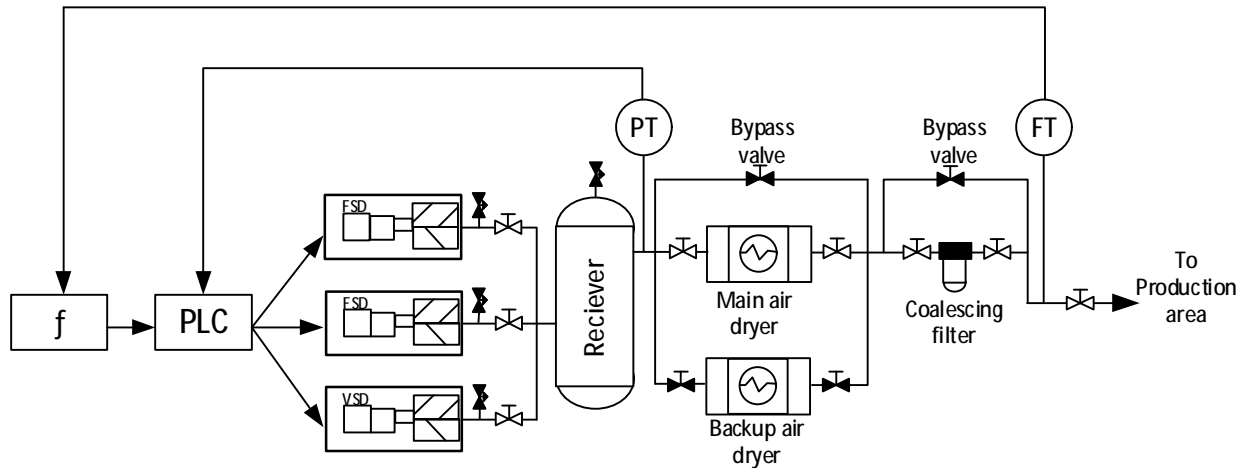 PT
Bypass
valve
Bypass
valve
FT
FSD
FSD
VSD
ƒ
PLC
Reciever
Main air
dryer
Backup air
dryer
Coalescing
filter
To
Production
area